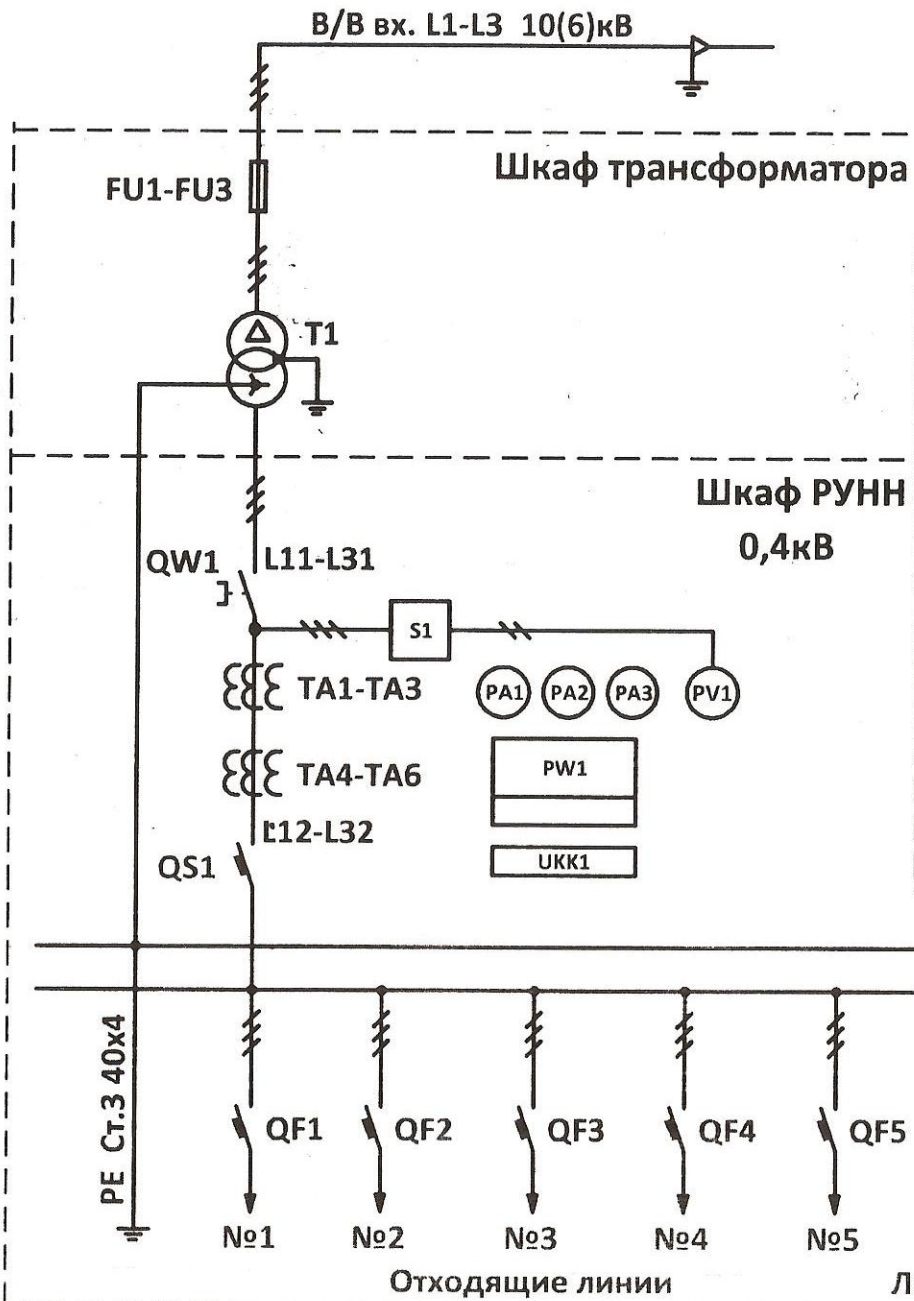 В/В вх. L1-L3 10(6)кВ
Шкаф трансформатора
FU1-FU3
T1
Шкаф РУНН
0,4кВ
QW1
L11-L31
S1
TA1-TA3
PA1
PA2
PA3
PV1
TA4-TA6
PW1
L12-L32
QS1
UKK1
PE Ст.3 40x4
QF1
QF2
QF3
QF4
QF5
№1
№2
№3
№4
№5
Отходящие линии
Л